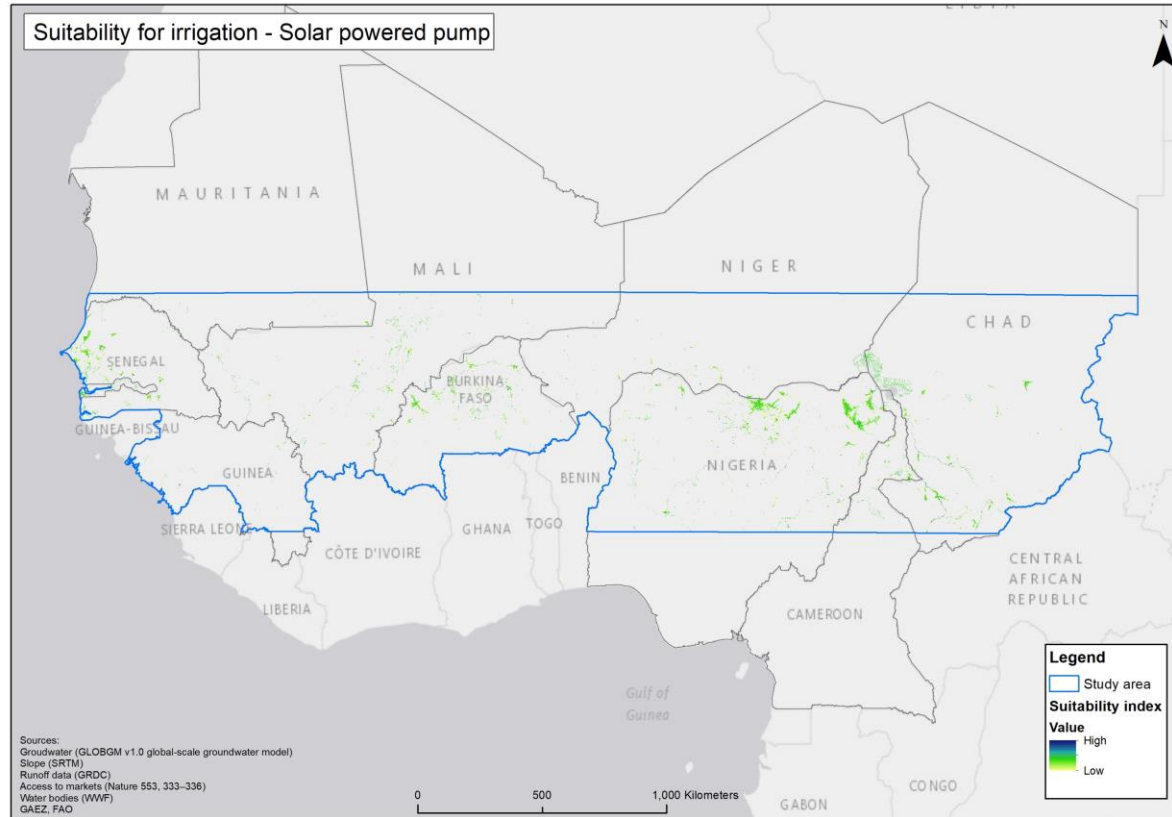 LIBYA
Suitability for irrigation - Solar powered pump
N
MAURITANIA
MALI
NIGER
CHAD
SENEGAL
BURKINA
FASO
GUINEA-BISSAU
GUINEA
NIGERIA
BENIN
SIERRA LEONE
GHANA
TOGO
CÔTE D'IVOIRE
CENTRAL
AFRICAN
REPUBLIC
LIBERIA
CAMEROON
Gulf of
Guinea
CONGO
GABON
Legend
Study area
Suitability index
Value
High
Low
Sources:
Groudwater (GLOBGM v1.0 global-scale groundwater model)
Slope (SRTM)
Runoff data (GRDC)
Access to markets (Nature 553, 333–336)
Water bodies (WWF)
GAEZ, FAO
0 500 1,000 Kilometers